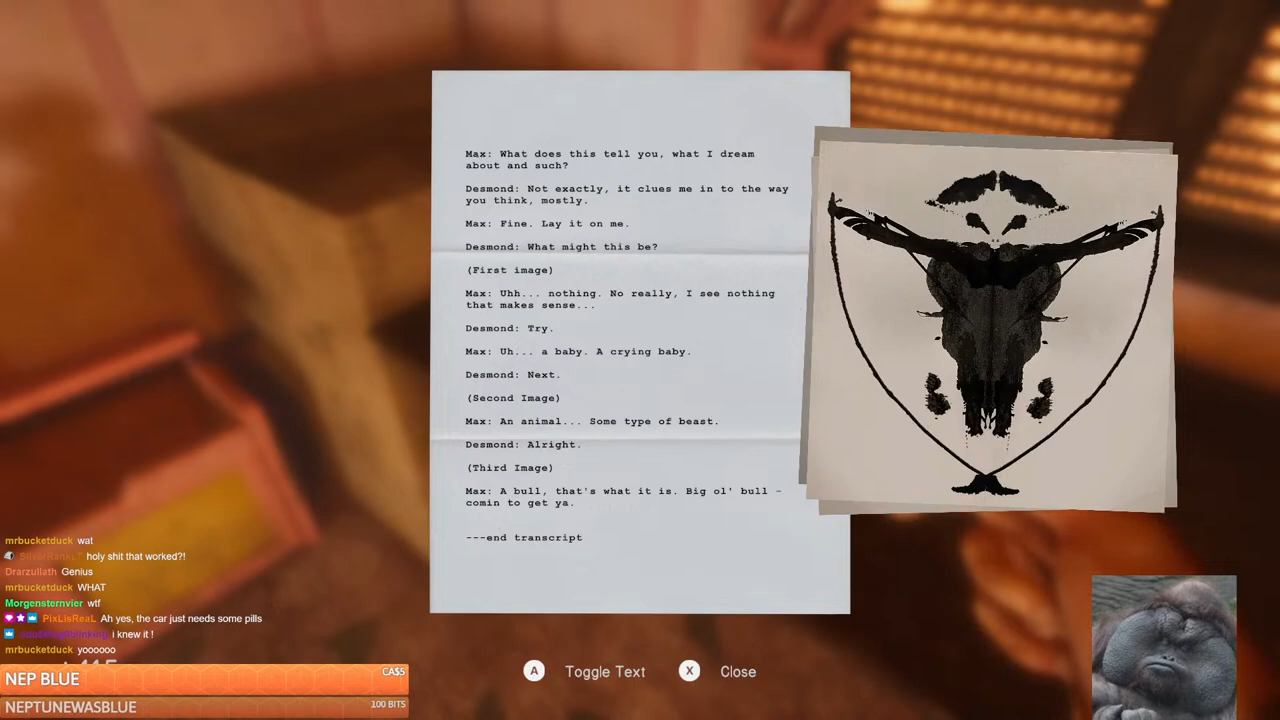 Max: What does this tell you, what I dream
about and such?
Desmond: Not exactly, it clues me in to the way
you think, mostly.
Max: Fine. Lay it on me.
Desmond: What might this be?
(First image)
Max: Uhh... nothing. No really, I see nothing
that makes sense...
Desmond: Try.
Max: Uh... a baby. A crying baby.
Desmond: Next.
(Second Image)
Max: An animal... Some type of beast.
Desmond: Alright.
(Third Image)
Max: A bull, that's what it is. Big ol' bull -
comin to get ya.
---end transcript
mrbucketduck wat
holy shit that worked?!
Drarzullath Genius
mrbucketduck WHAT
Morgensternvier wtf
PixLisReaL Ah yes, the car just needs some pills
i knew it !
mrbucketduck yoooooo
NEP BLUE CA$5
NEPTUNEWASBLUE 100 BITS
A Toggle Text X Close